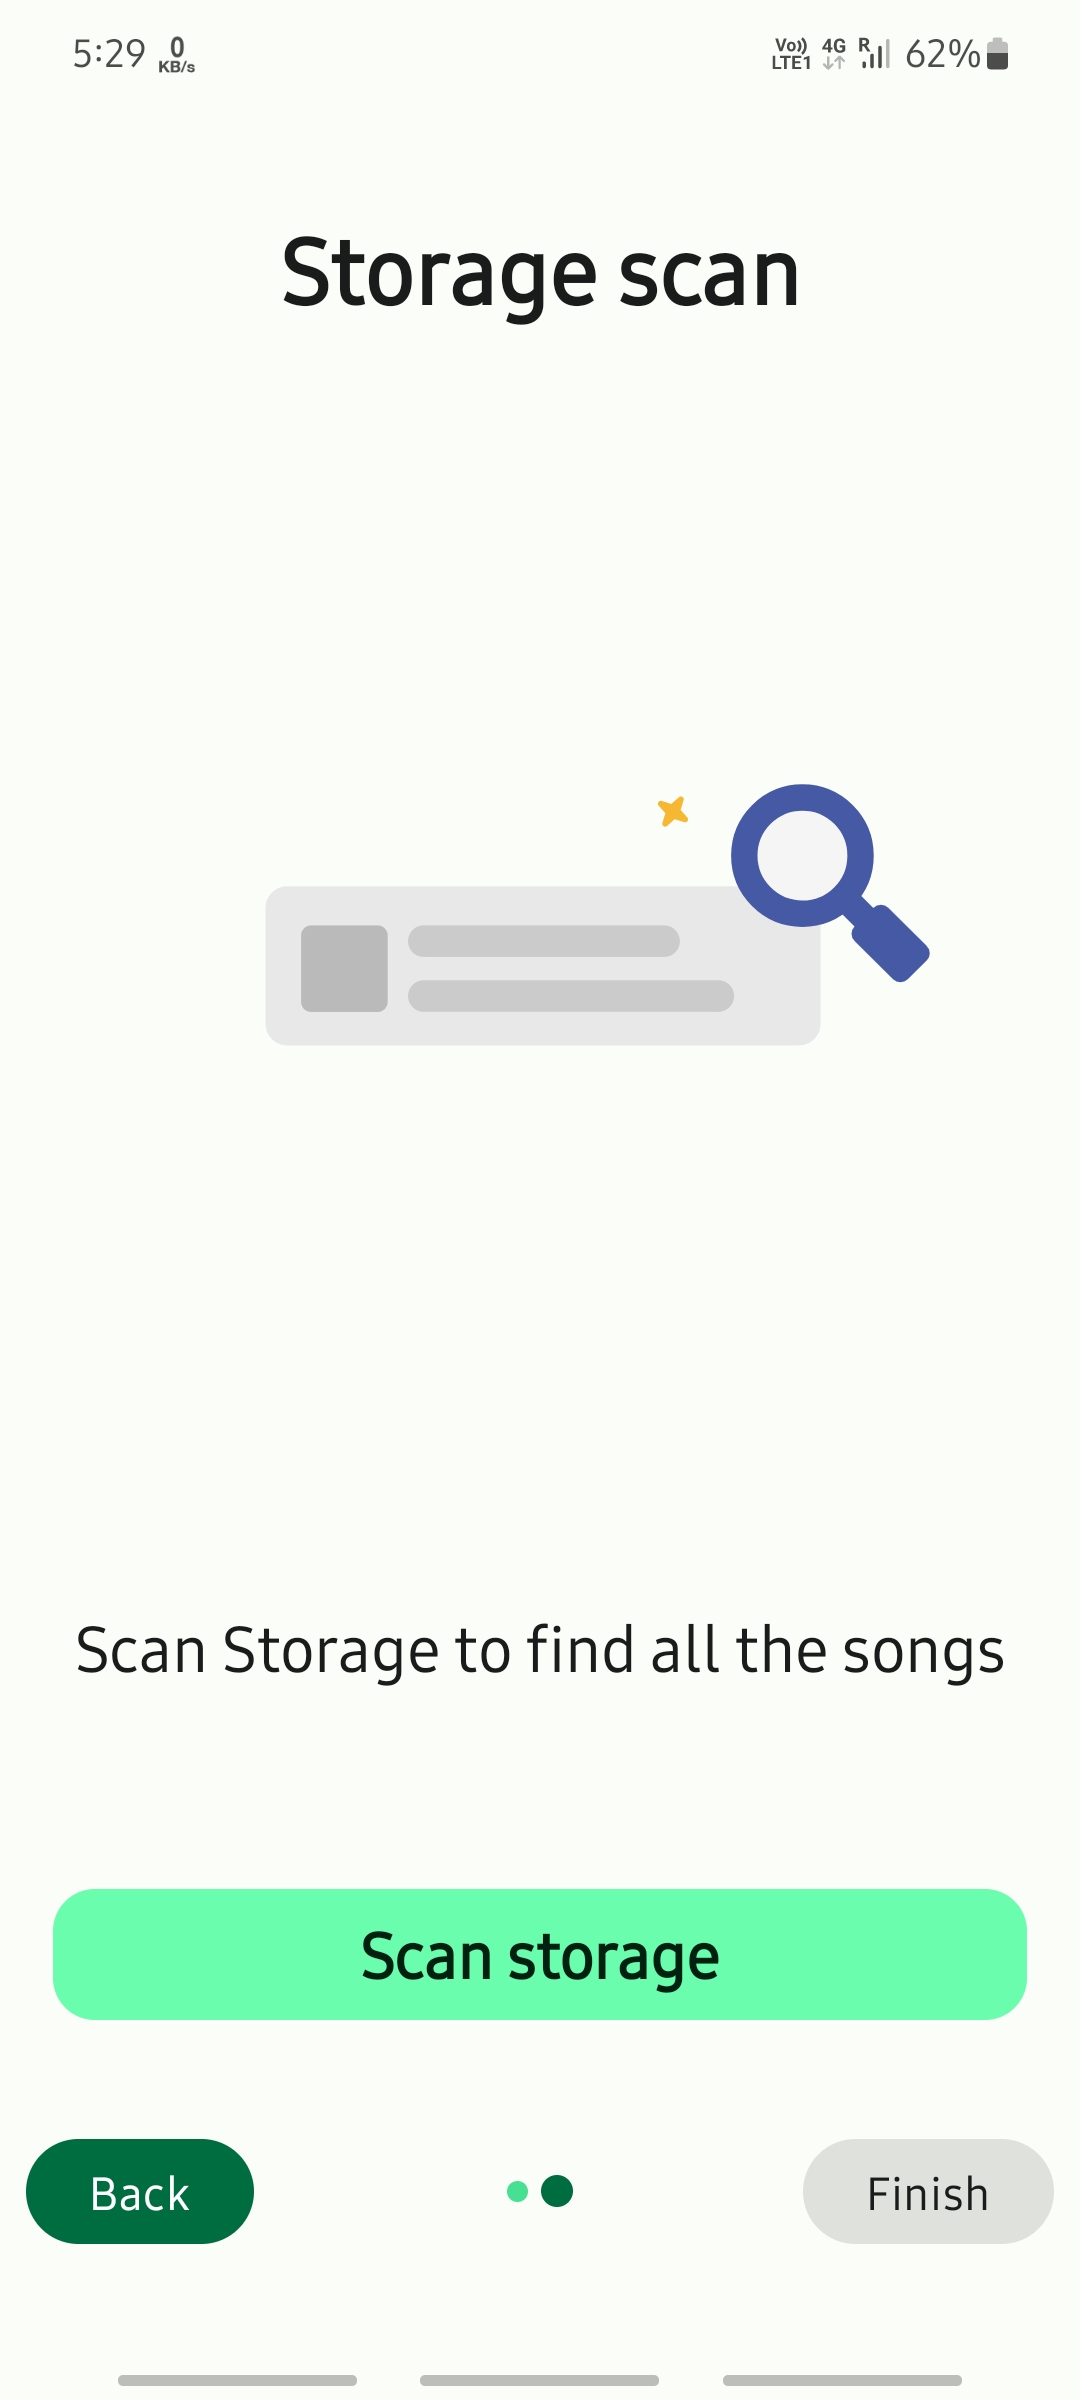 5:29 0 KB/s Vo)) LTE1 4G R 62%
Storage scan
Scan Storage to find all the songs
Scan storage
Back
Finish